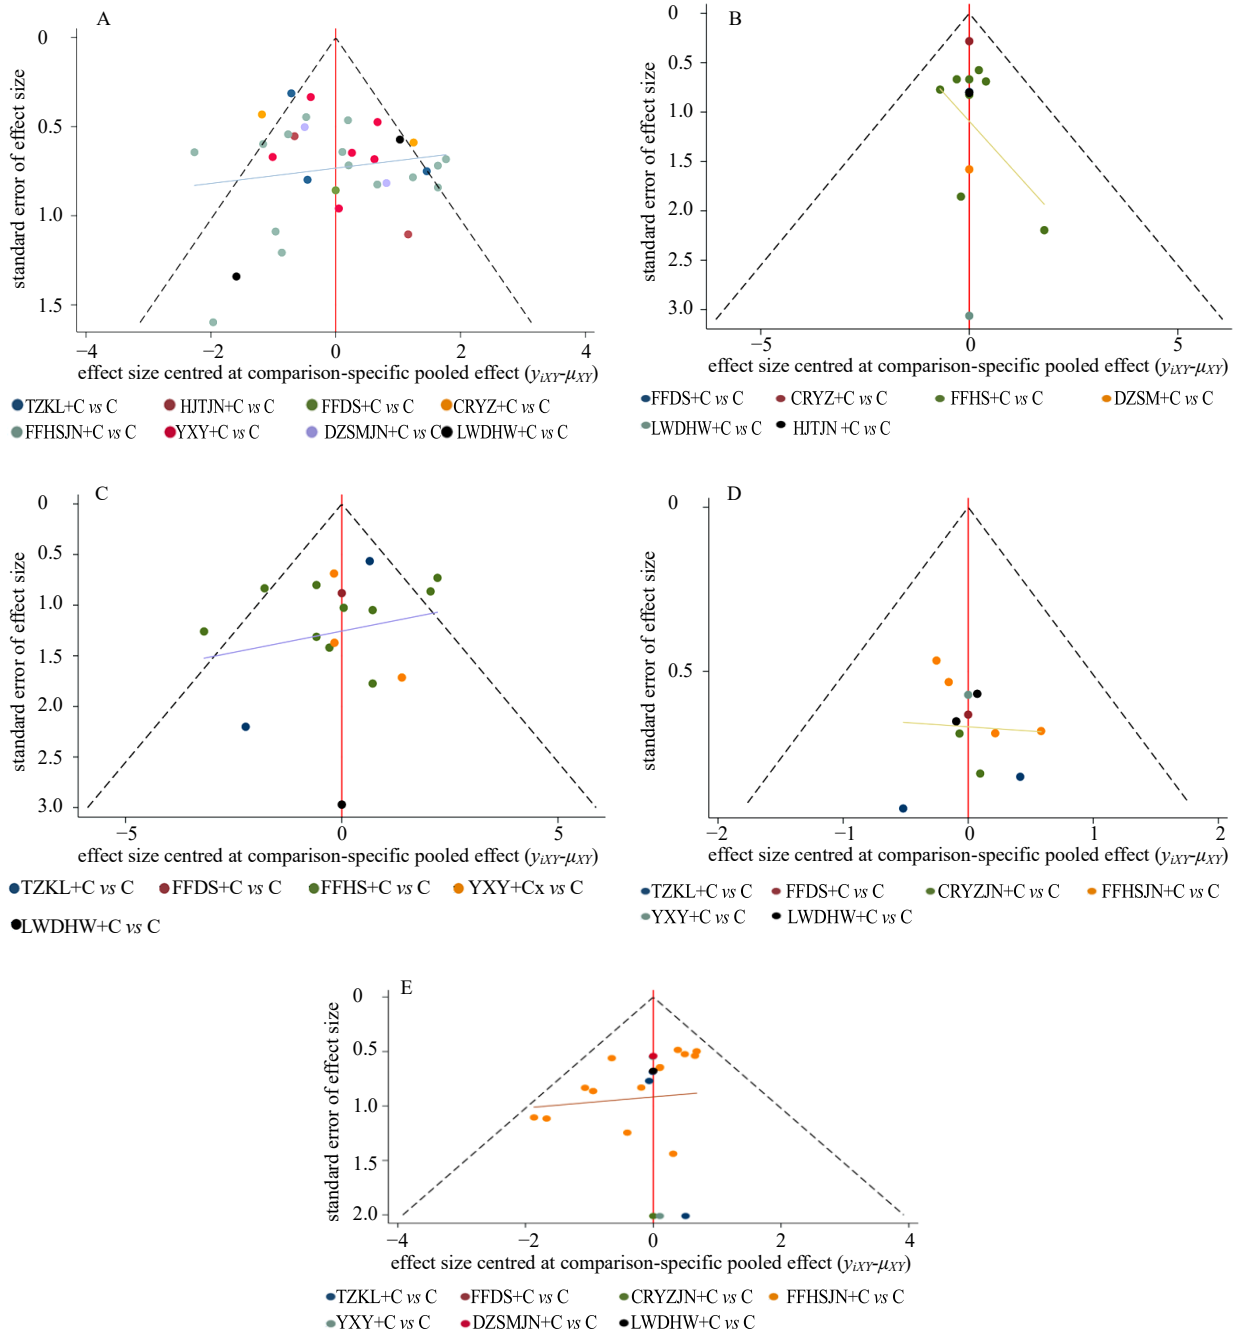 A
standard error of effect size
0
0.5
1.0
1.5
−4
−2
0
2
4
effect size centred at comparison-specific pooled effect (yiXY-μXY)
TZKL+C vs C HJTJN+C vs C FFDS+C vs C CRYZ+C vs C
FFHSJN+C vs C YXY+C vs C DZSMJN+C vs C LWDHW+C vs C
B
standard error of effect size
0
0.5
1.0
1.5
2.0
2.5
3.0
−5
0
5
effect size centred at comparison-specific pooled effect (yiXY-μXY)
FFDS+C vs C CRYZ+C vs C FFHS+C vs C DZSM+C vs C
LWDHW+C vs C HJTJN +C vs C
C
standard error of effect size
0
0.5
1.0
1.5
2.0
2.5
3.0
−5
0
5
effect size centred at comparison-specific pooled effect (yiXY-μXY)
TZKL+C vs C FFDS+C vs C FFHS+C vs C YXY+Cx vs C
LWDHW+C vs C
D
standard error of effect size
0
0.5
−2
−1
0
1
2
effect size centred at comparison-specific pooled effect (yiXY-μXY)
TZKL+C vs C FFDS+C vs C CRYZJN+C vs C FFHSJN+C vs C
YXY+C vs C LWDHW+C vs C
E
standard error of effect size
0
0.5
1.0
1.5
2.0
−4
−2
0
2
4
effect size centred at comparison-specific pooled effect (yiXY-μXY)
TZKL+C vs C FFDS+C vs C CRYZJN+C vs C FFHSJN+C vs C
YXY+C vs C DZSMJN+C vs C LWDHW+C vs C